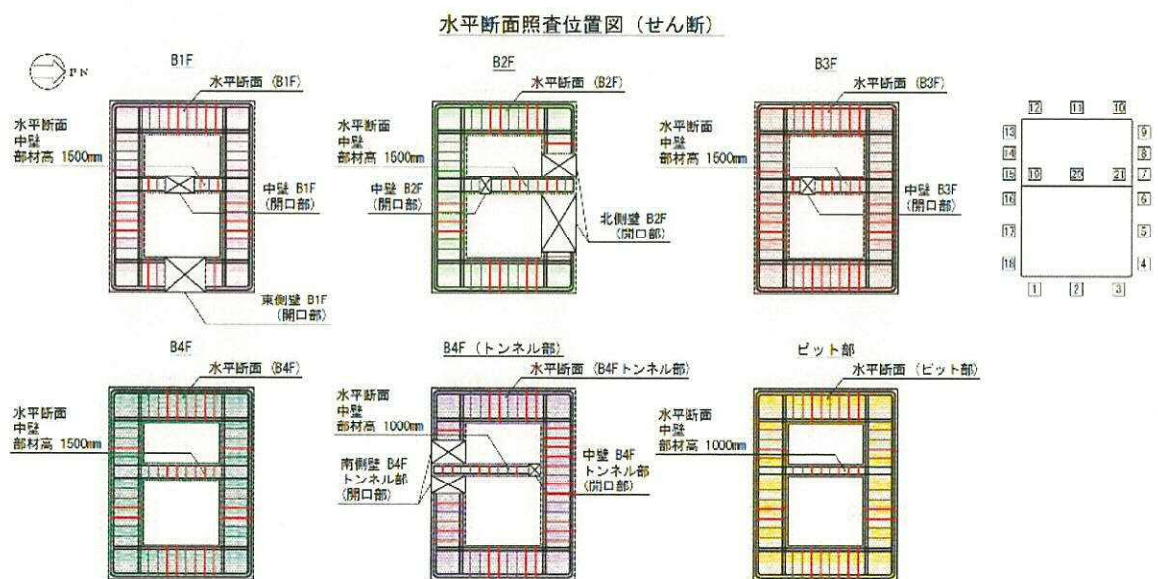 水平断面照査位置図（せん断）
PN
B1F
水平断面 (B1F)
水平断面
中壁
部材高 1500mm
中壁 B1F
(開口部)
東側壁 B1F
(開口部)
B2F
水平断面 (B2F)
水平断面
中壁
部材高 1500mm
中壁 B2F
(開口部)
北側壁 B2F
(開口部)
B3F
水平断面 (B3F)
水平断面
中壁
部材高 1500mm
中壁 B3F
(開口部)
12 11 10
13 9
14 8
15 19 20 21 7
16 6
17 5
18 4
1 2 3
B4F
水平断面 (B4F)
水平断面
中壁
部材高 1500mm
B4F (トンネル部)
水平断面 (B4Fトンネル部)
水平断面
中壁
部材高 1000mm
南側壁 B4F
トンネル部
(開口部)
中壁 B4F
トンネル部
(開口部)
ピット部
水平断面 (ピット部)
水平断面
中壁
部材高 1000mm